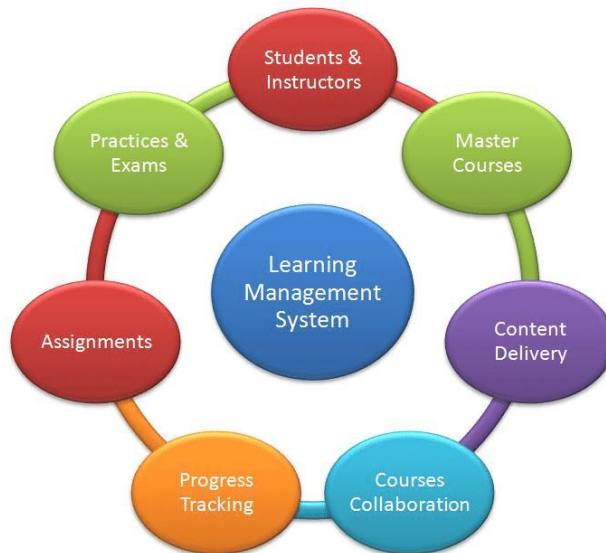 Students &
Instructors
Master
Courses
Content
Delivery
Courses
Collaboration
Progress
Tracking
Assignments
Practices &
Exams
Learning
Management
System